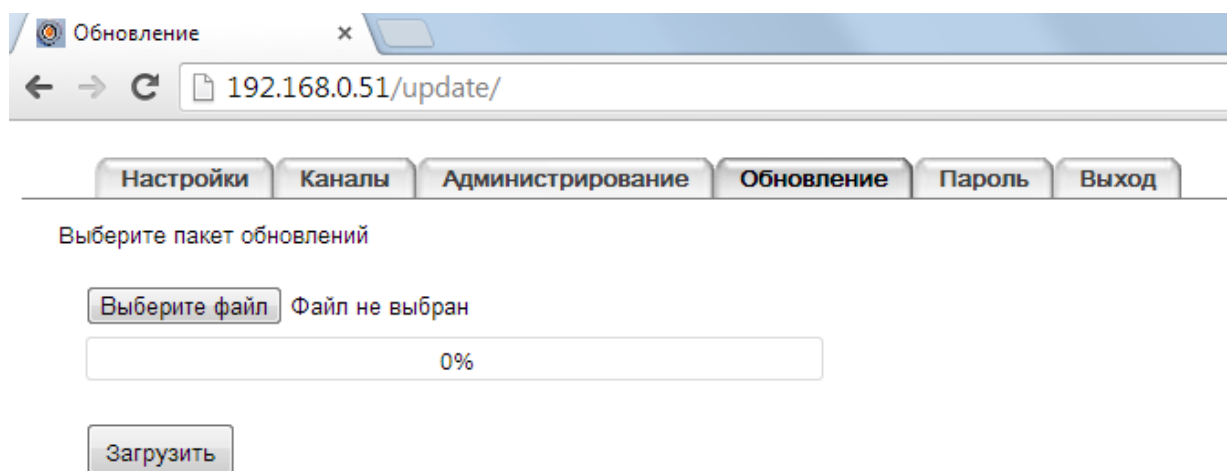 Обновление
192.168.0.51/update/
Настройки Каналы Администрирование Обновление Пароль Выход
Выберите пакет обновлений
Выберите файл Файл не выбран
0%
Загрузить